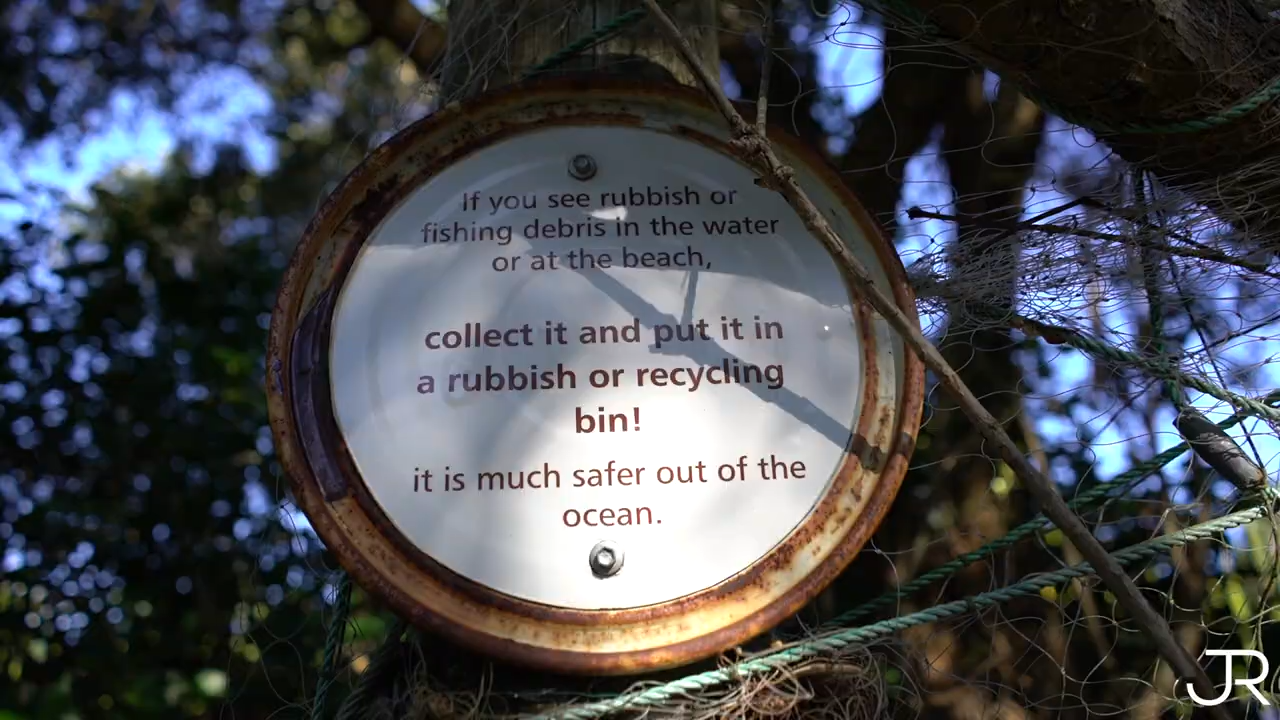 If you see rubbish or
fishing debris in the water
or at the beach,
collect it and put it in
a rubbish or recycling
bin!
it is much safer out of the
ocean.
JR